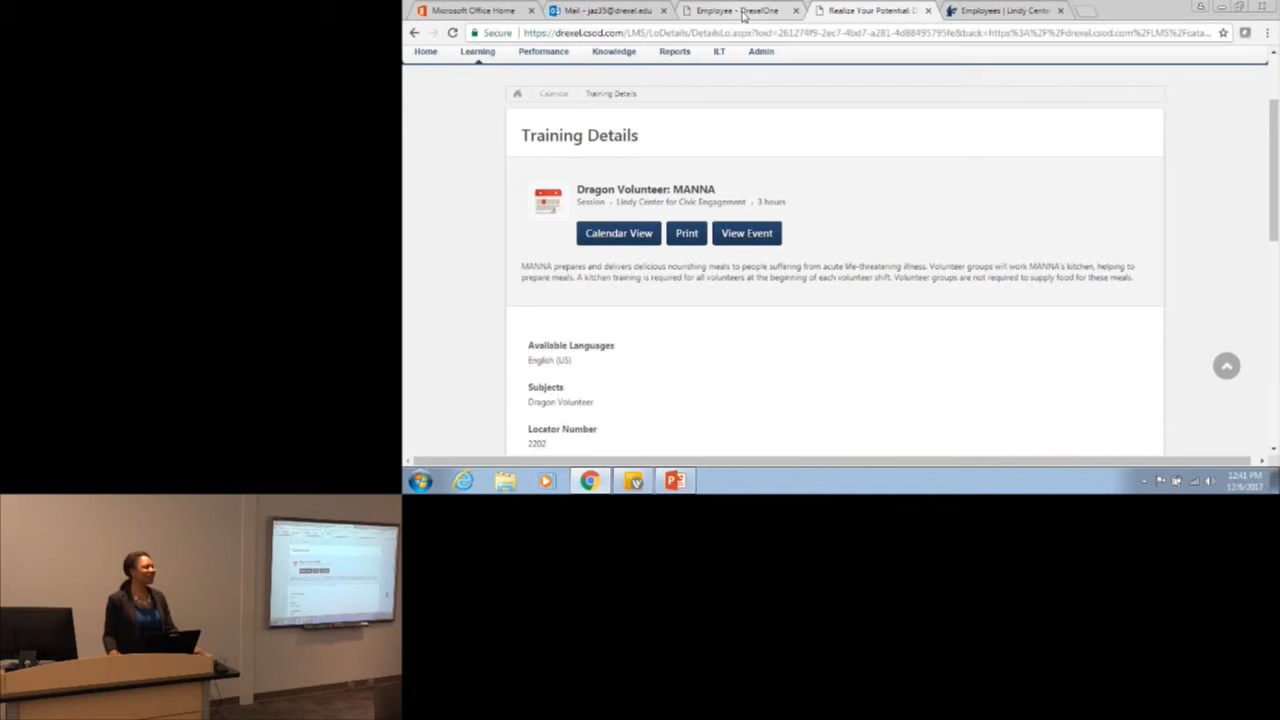 Microsoft Office Home
Mail - jaz35@drexel.edu
Employee - DrexelOne
Realize Your Potential: D
Employees | Lindy Cente
Secure
Home
Learning
Performance
Knowledge
Reports
ILT
Admin
Calendar
Training Details
Training Details
Dragon Volunteer: MANNA
Session - Lindy Center for Civic Engagement - 3 hours
Calendar View
Print
View Event
MANNA prepares and delivers delicious nourishing meals to people suffering from acute life-threatening illness. Volunteer groups will work MANNA's kitchen, helping to
prepare meals. A kitchen training is required for all volunteers at the beginning of each volunteer shift. Volunteer groups are not required to supply food for these meals.
Available Languages
English (US)
Subjects
Dragon Volunteer
Locator Number
2202
12:41 PM
12/6/2017